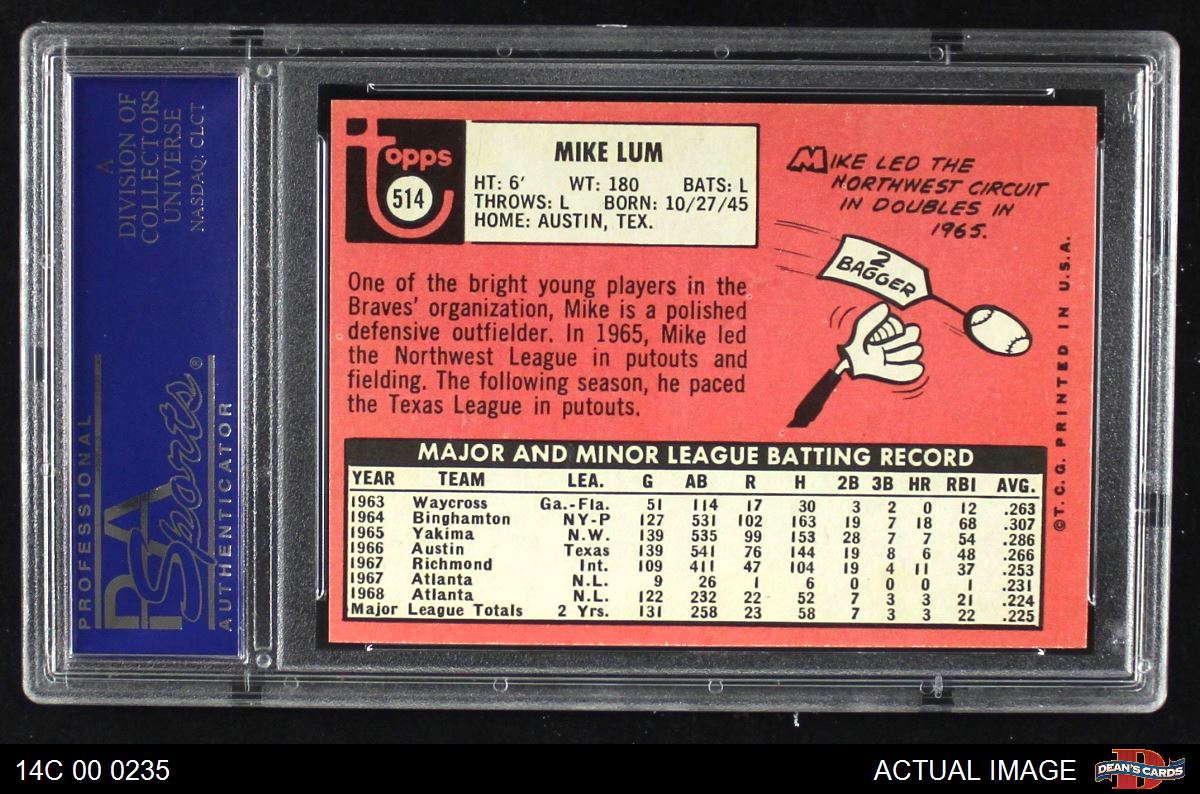 A
DIVISION OF
COLLECTORS
UNIVERSE
NASDAQ: CLCT
PROFESSIONAL
PSA
Sports®
AUTHENTICATOR
Topps
514
MIKE LUM
HT: 6' WT: 180 BATS: L
THROWS: L BORN: 10/27/45
HOME: AUSTIN, TEX.
MIKE LED THE
NORTHWEST CIRCUIT
IN DOUBLES IN
1965.
2
BAGGER
One of the bright young players in the
Braves' organization, Mike is a polished
defensive outfielder. In 1965, Mike led
the Northwest League in putouts and
fielding. The following season, he paced
the Texas League in putouts.
MAJOR AND MINOR LEAGUE BATTING RECORD
YEAR TEAM LEA. G AB R H 2B 3B HR RBI AVG.
1963 Waycross Ga.-Fla. 51 114 17 30 3 2 0 12 .263
1964 Binghamton NY-P 127 531 102 163 19 7 18 68 .307
1965 Yakima N.W. 139 535 99 153 28 7 7 54 .286
1966 Austin Texas 139 541 76 144 19 8 6 48 .266
1967 Richmond Int. 109 411 47 104 19 4 11 37 .253
1967 Atlanta N.L. 9 26 1 6 0 0 0 1 .231
1968 Atlanta N.L. 122 232 22 52 7 3 3 21 .224
Major League Totals 2 Yrs. 131 258 23 58 7 3 3 22 .225
©T.C.G. PRINTED IN U.S.A.
14C 00 0235
ACTUAL IMAGE
D
DEAN'S CARDS